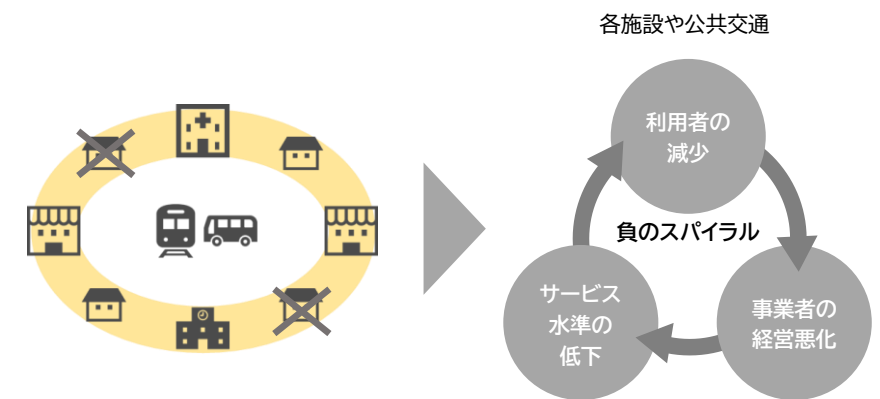 各施設や公共交通
利用者の
減少
負のスパイラル
サービス
水準の
低下
事業者の
経営悪化